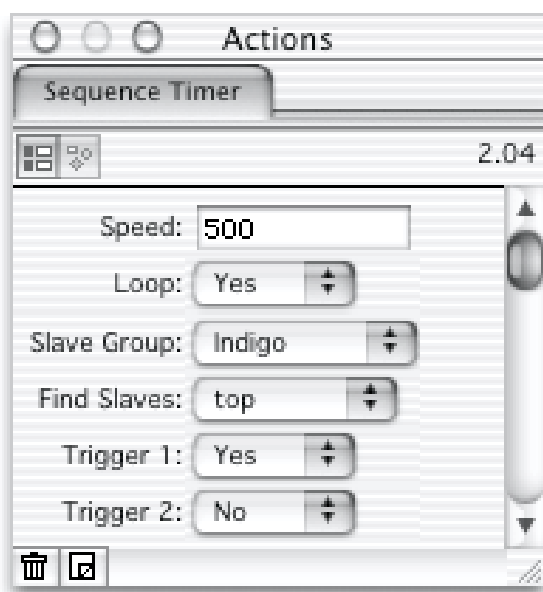 Actions
Sequence Timer
2.04
Speed: 500
Loop: Yes
Slave Group: Indigo
Find Slaves: top
Trigger 1: Yes
Trigger 2: No